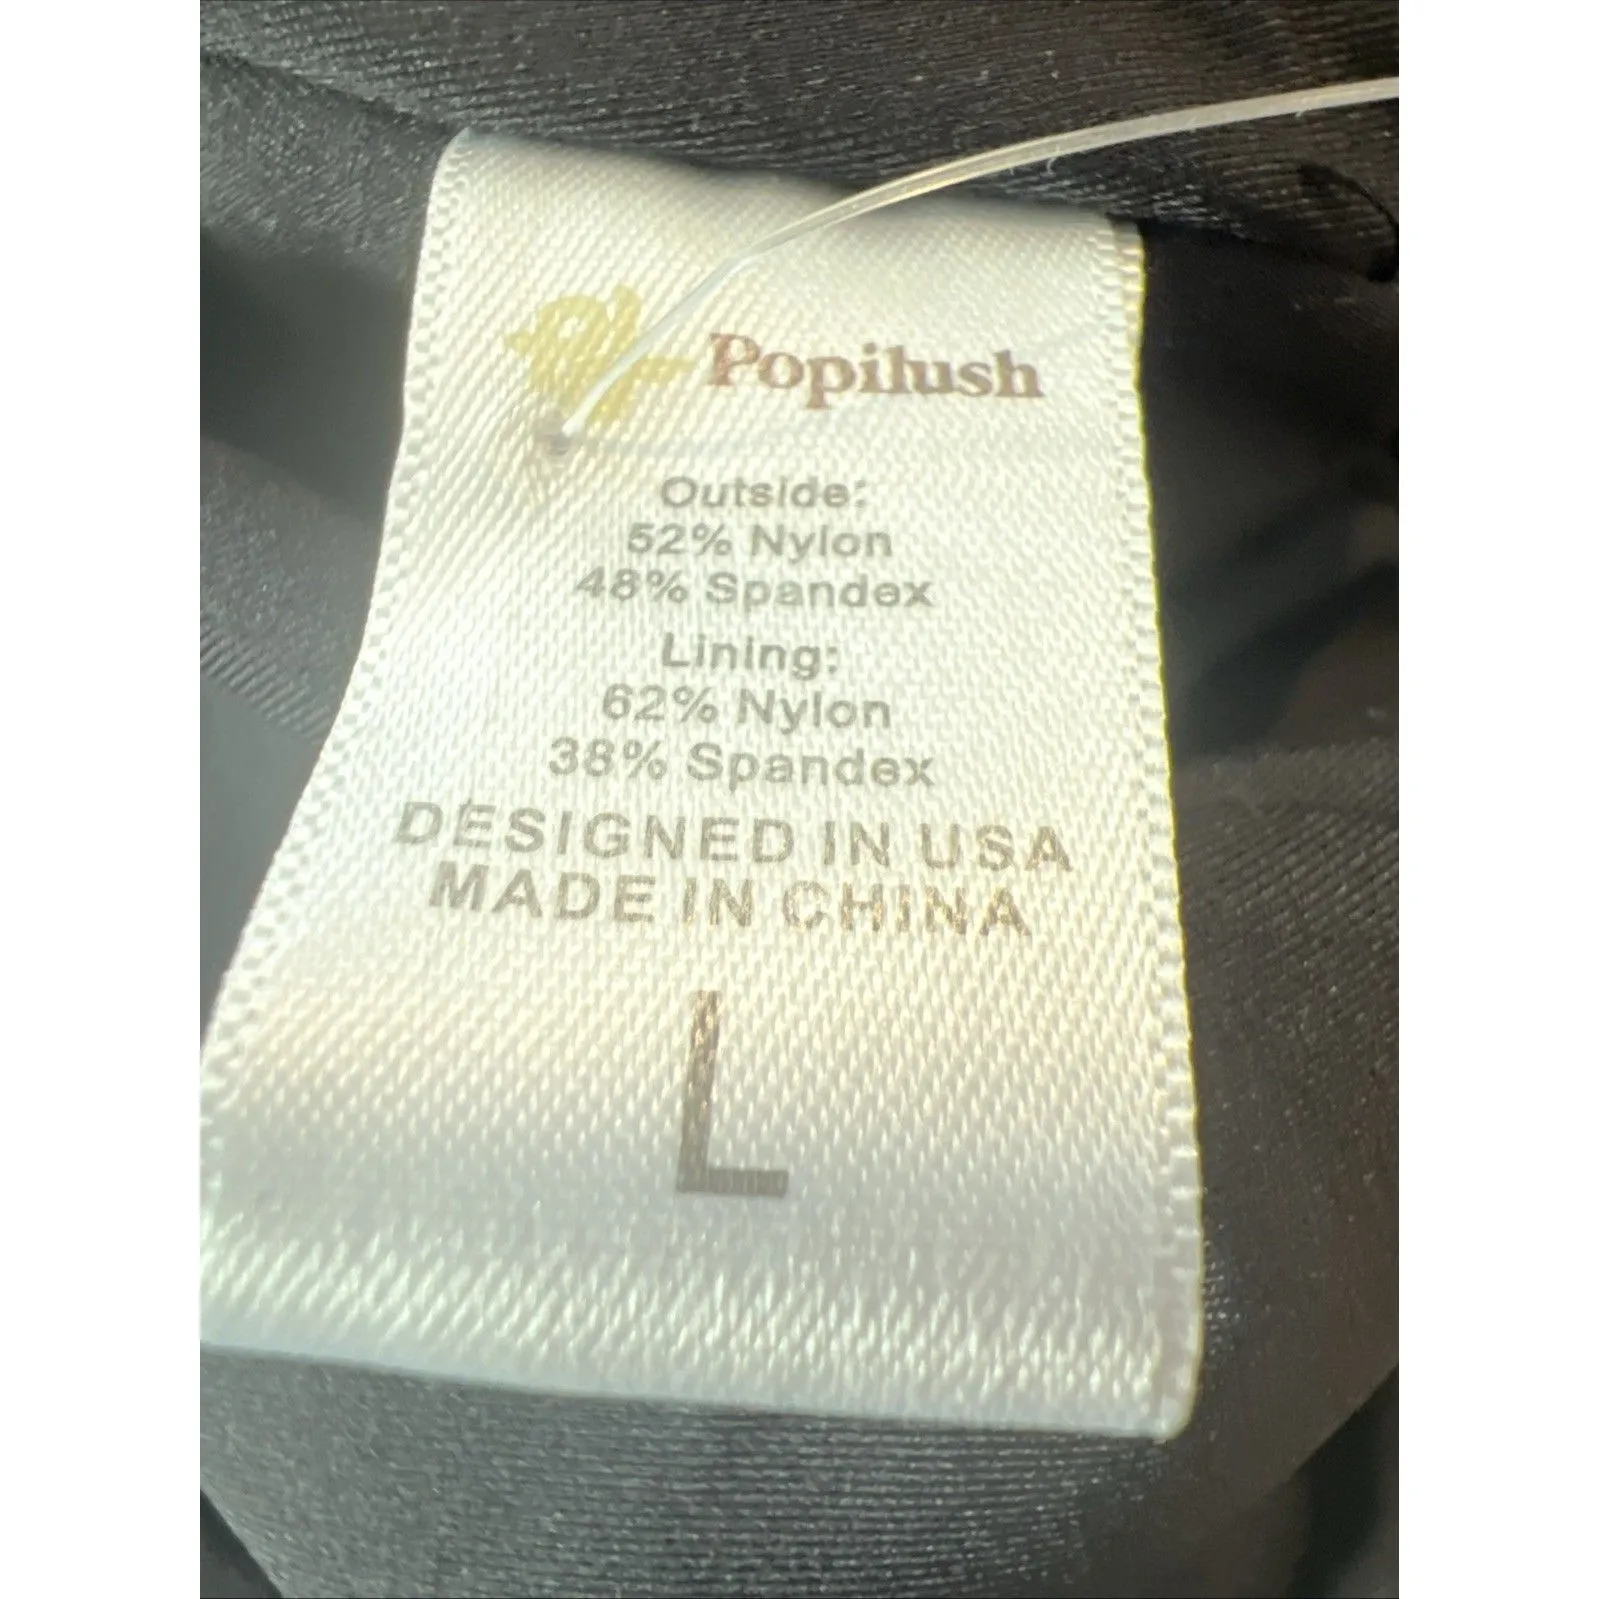 Popilush
Outside:
52% Nylon
48% Spandex
Lining:
62% Nylon
38% Spandex
DESIGNED IN USA
MADE IN CHINA
L